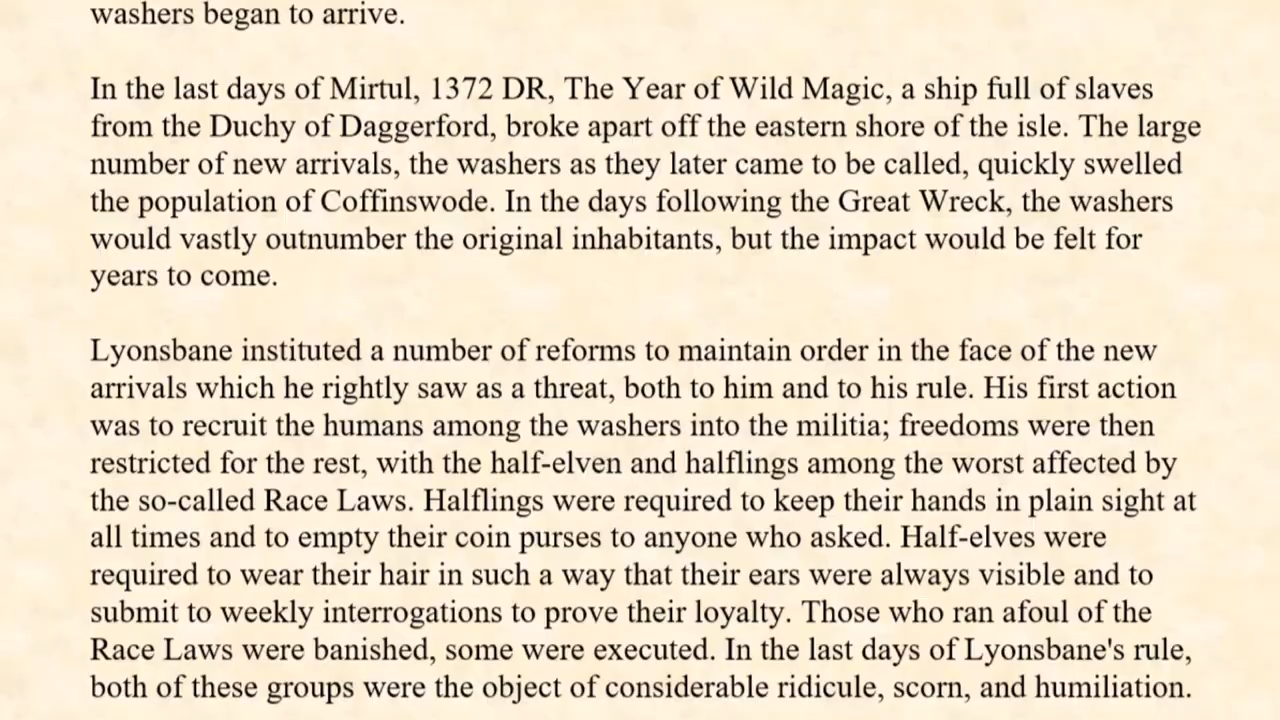 washers began to arrive.
In the last days of Mirtul, 1372 DR, The Year of Wild Magic, a ship full of slaves
from the Duchy of Daggerford, broke apart off the eastern shore of the isle. The large
number of new arrivals, the washers as they later came to be called, quickly swelled
the population of Coffinswode. In the days following the Great Wreck, the washers
would vastly outnumber the original inhabitants, but the impact would be felt for
years to come.
Lyonsbane instituted a number of reforms to maintain order in the face of the new
arrivals which he rightly saw as a threat, both to him and to his rule. His first action
was to recruit the humans among the washers into the militia; freedoms were then
restricted for the rest, with the half-elven and halflings among the worst affected by
the so-called Race Laws. Halflings were required to keep their hands in plain sight at
all times and to empty their coin purses to anyone who asked. Half-elves were
required to wear their hair in such a way that their ears were always visible and to
submit to weekly interrogations to prove their loyalty. Those who ran afoul of the
Race Laws were banished, some were executed. In the last days of Lyonsbane's rule,
both of these groups were the object of considerable ridicule, scorn, and humiliation.